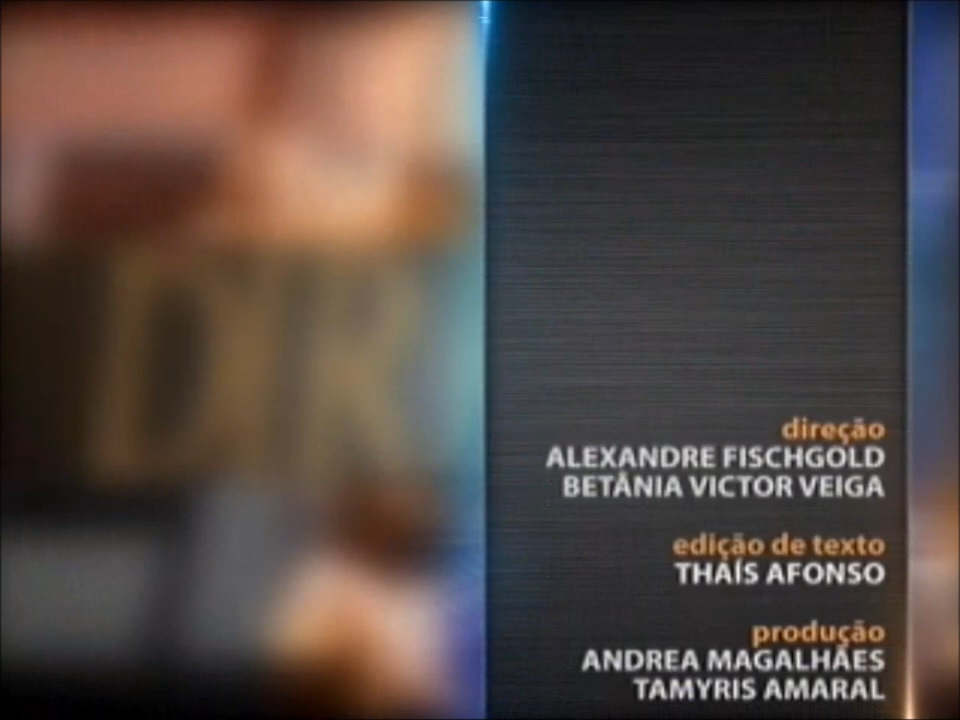 direção
ALEXANDRE FISCHGOLD
BETÂNIA VICTOR VEIGA
edição de texto
THAÍS AFONSO
produção
ANDREA MAGALHÃES
TAMYRIS AMARAL